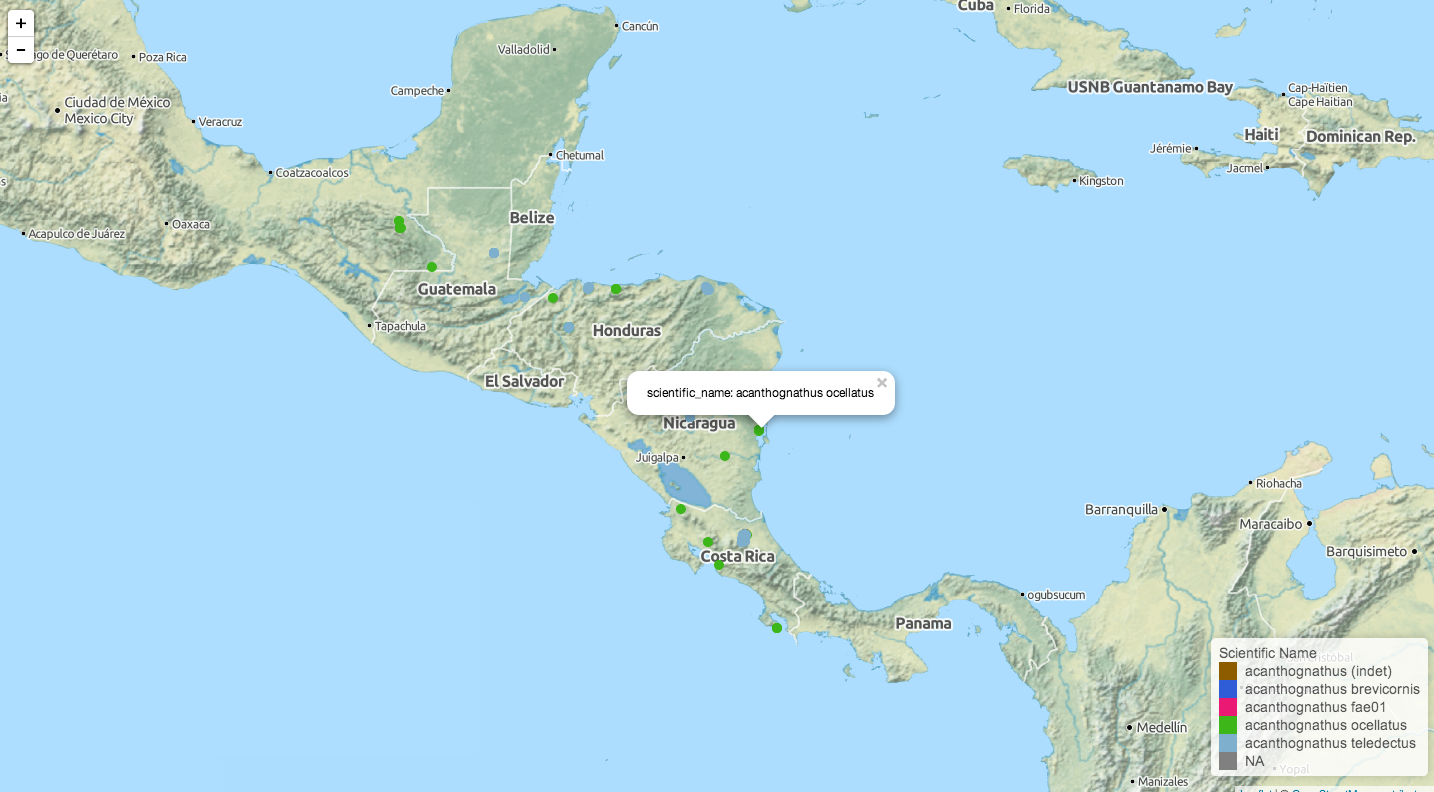 +
−
Cuba
Florida
Cancún
Valladolid
de Querétaro
Poza Rica
Campeche
USNB Guantanamo Bay
Cap-Haïtien
Cape Haitian
Ciudad de México
Mexico City
Veracruz
Haiti
Dominican Rep.
Jérémie
Chetumal
Coatzacoalcos
Jacmel
Kingston
Belize
Oaxaca
Acapulco de Juárez
Guatemala
Tapachula
Honduras
El Salvador
scientific_name: acanthognathus ocellatus
×
Nicaragua
Juigalpa
Riohacha
Barranquilla
Maracaibo
Barquisimeto
Costa Rica
ogubsucum
Panama
Scientific Name
acanthognathus (indet)
acanthognathus brevicornis
acanthognathus fae01
acanthognathus ocellatus
acanthognathus teledectus
NA
Yopal
Medellín
Manizales